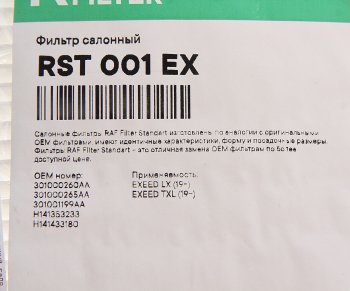 FILTER
Фильтр салонный
RST 001 EX
Салонные фильтры RAF Filter Standart изготовлены по аналогии с оригинальными
OEM фильтрами, имеют идентичные характеристики, форму и посадочные размеры.
Фильтры RAF Filter Standart - это отличная замена OEM фильтрам по более
доступной цене.
OEM номер: Применяемость:
301000260AA EXEED LX (19-)
301000265AA EXEED TXL (19-)
301001199AA
H141353233
H141433180